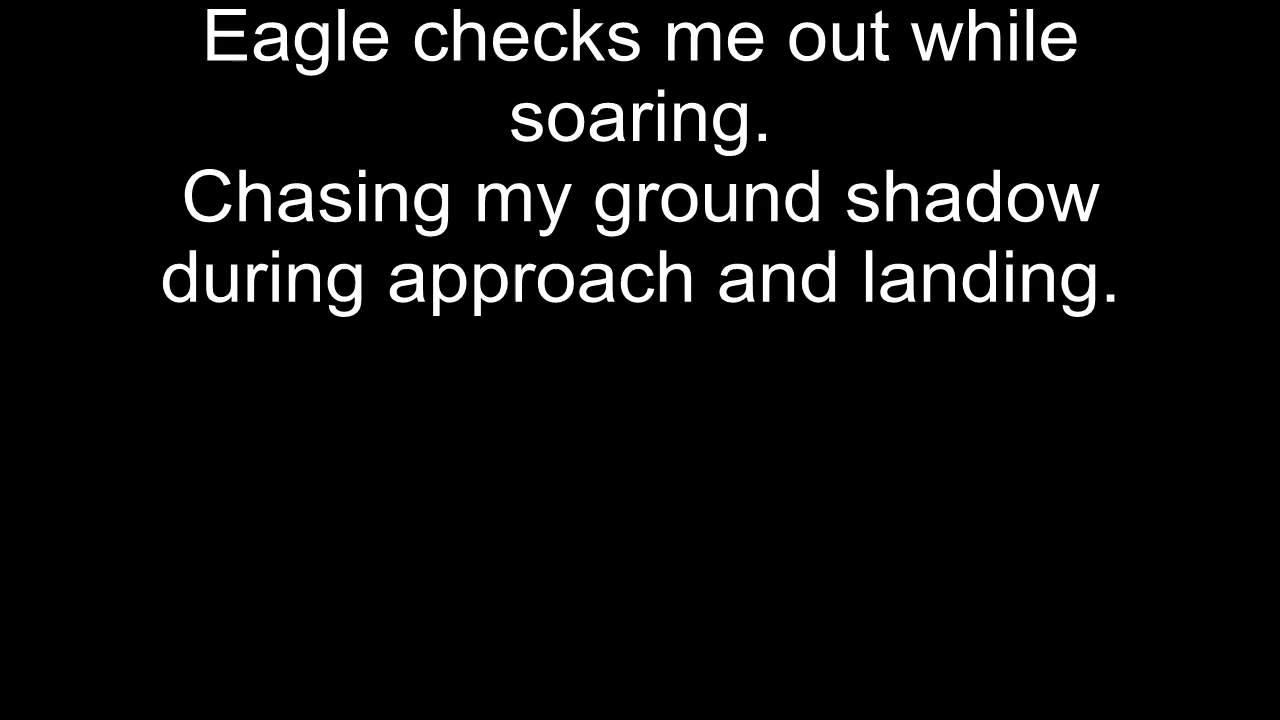 Eagle checks me out while
soaring.
Chasing my ground shadow
during approach and landing.